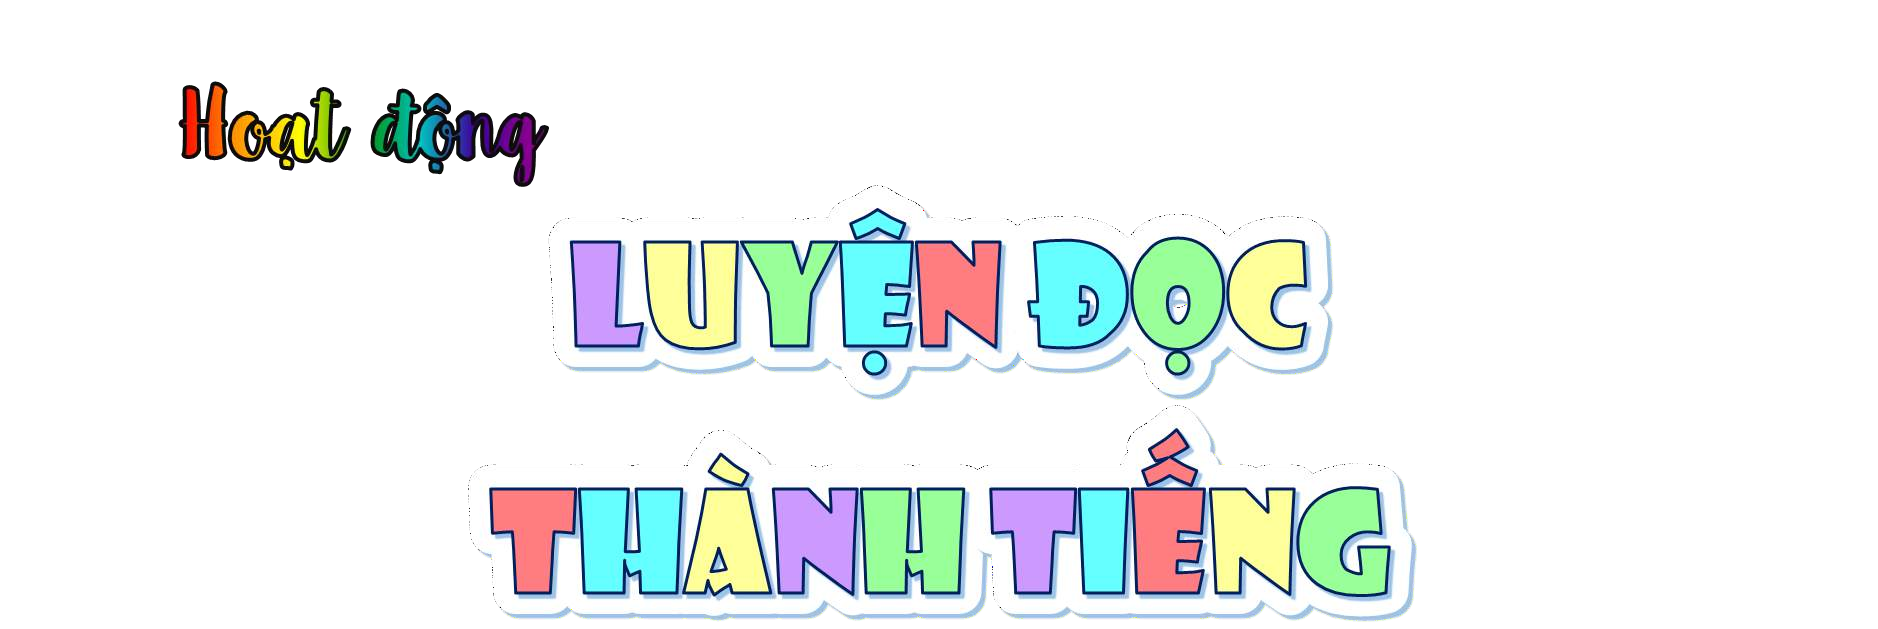 Hoạt động
LUYỆN ĐỌC
THÀNH TIẾNG